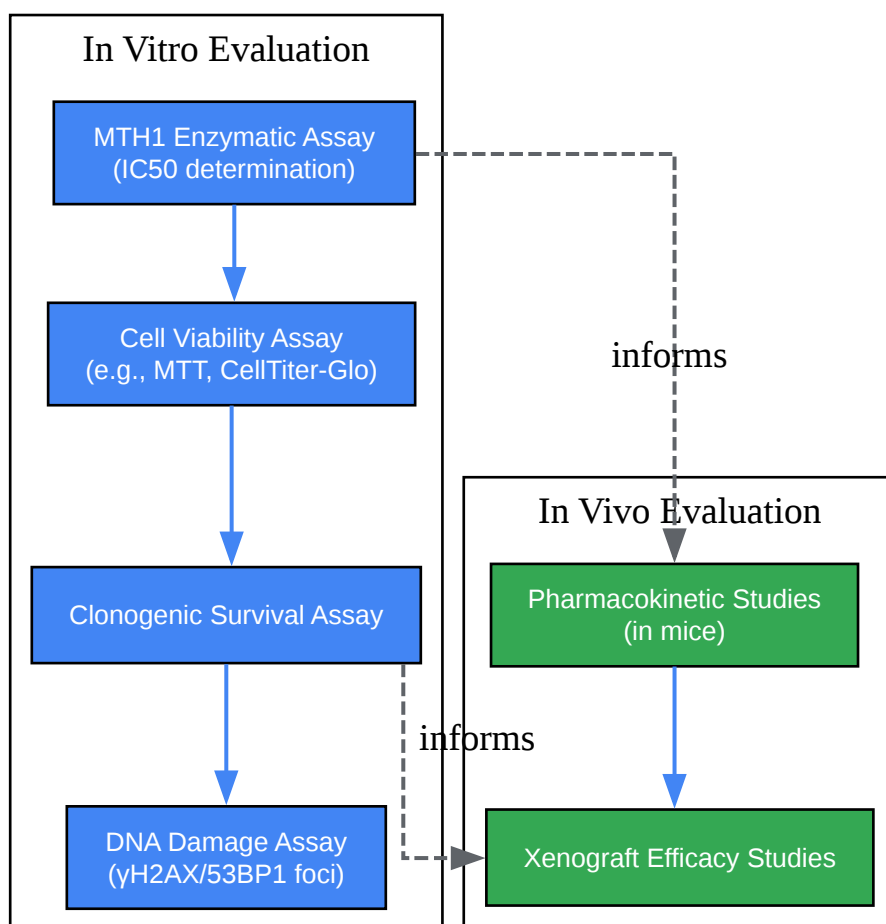 In Vitro Evaluation
MTH1 Enzymatic Assay
(IC50 determination)
Cell Viability Assay
(e.g., MTT, CellTiter-Glo)
informs
In Vivo Evaluation
Clonogenic Survival Assay
Pharmacokinetic Studies
(in mice)
informs
DNA Damage Assay
(γH2AX/53BP1 foci)
Xenograft Efficacy Studies